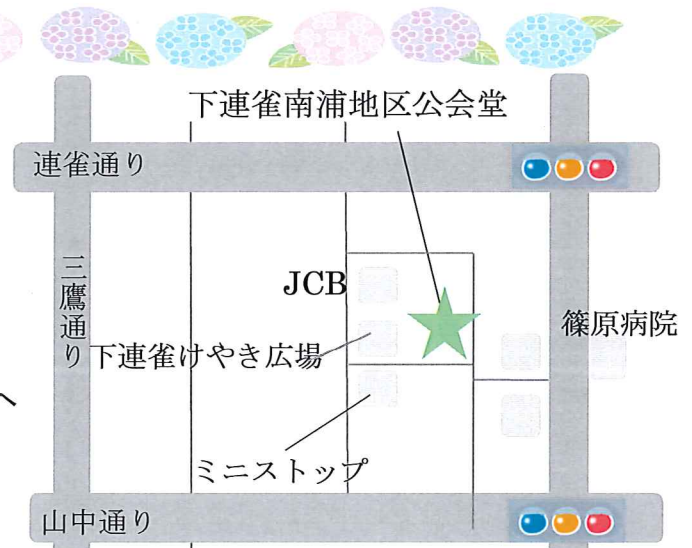 下連雀南浦地区公会堂
連雀通り
三鷹通り
JCB
篠原病院
下連雀けやき広場
へ
ミニストップ
山中通り